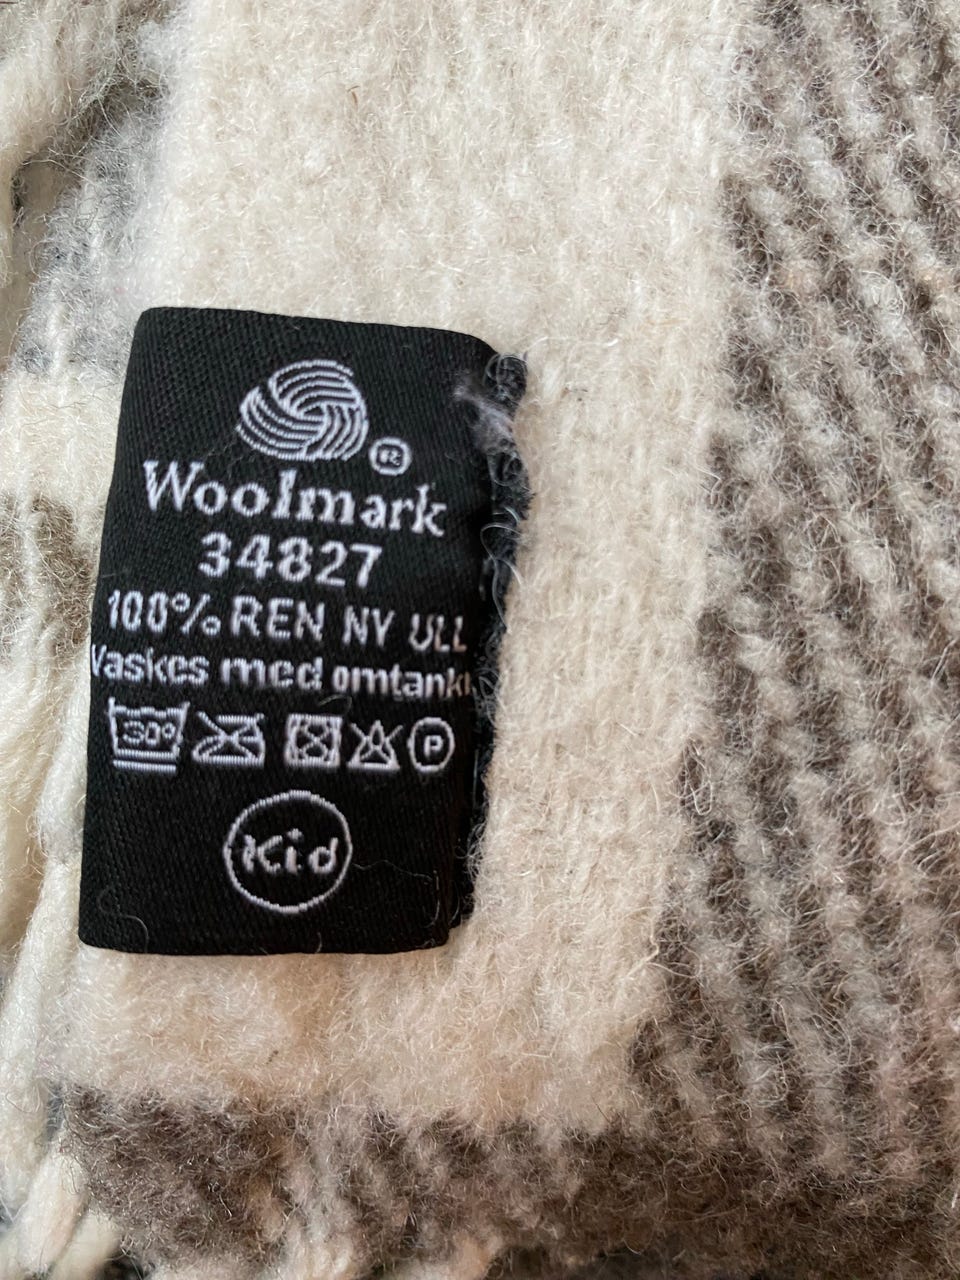 ®
Woolmark
34827
100% REN NY ULL
Vaskes med omtanke
30°
P
Kid